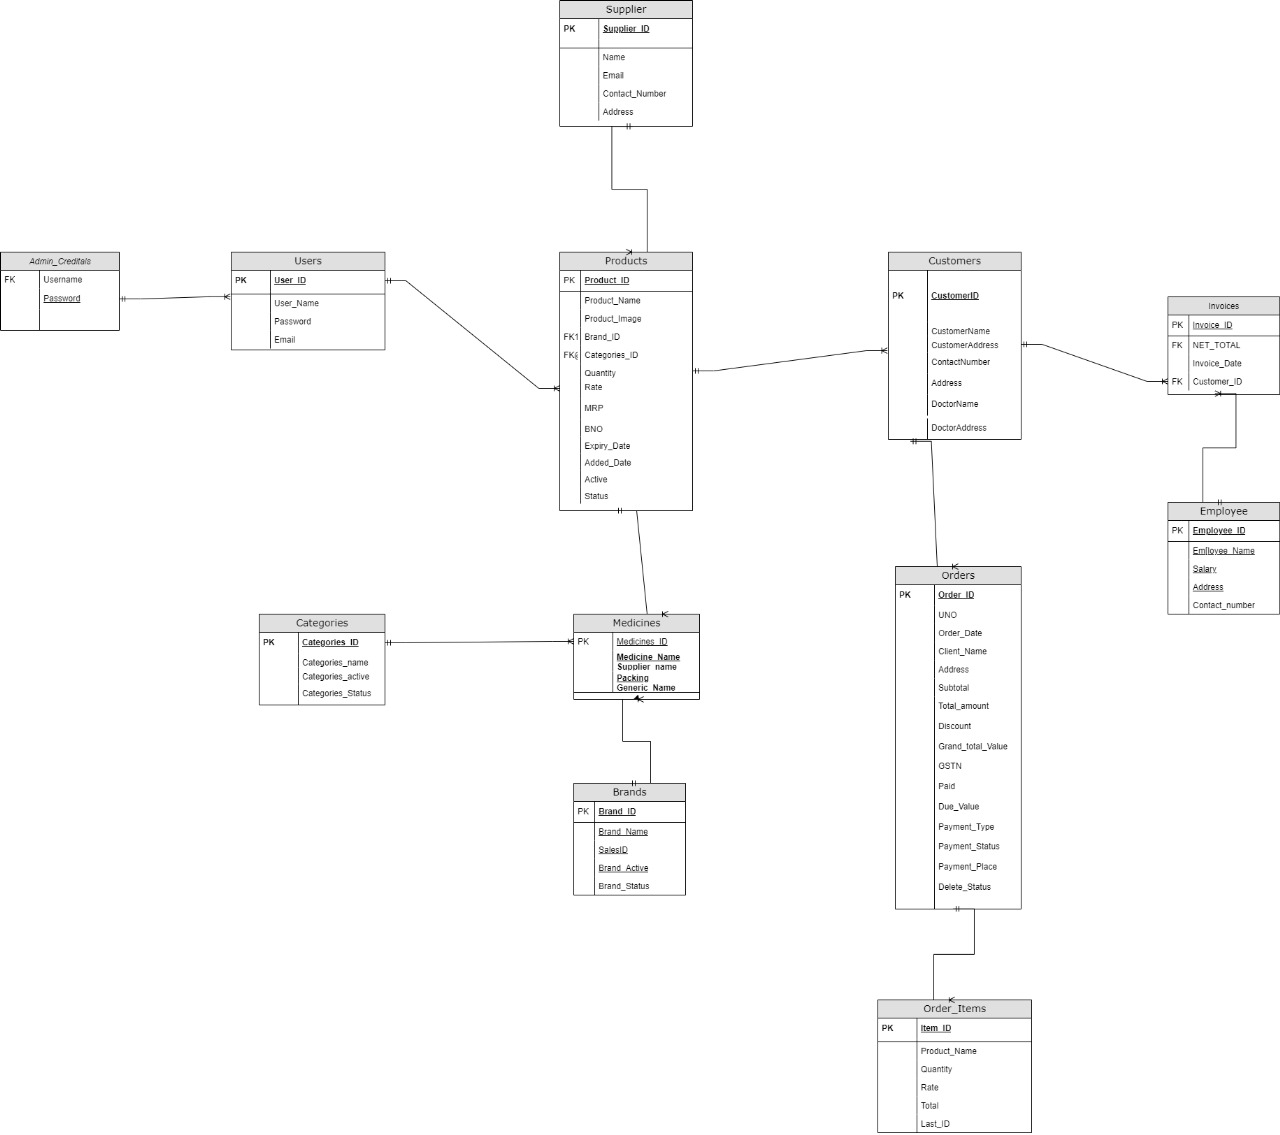 Supplier
PK Supplier_ID
Name
Email
Contact_Number
Address
Admin_Creditals
FK Username
Password
Users
PK User_ID
User_Name
Password
Email
Products
PK Product_ID
Product_Name
Product_Image
FK1 Brand_ID
FK@ Categories_ID
Quantity
Rate
MRP
BNO
Expiry_Date
Added_Date
Active
Status
Customers
PK CustomerID
CustomerName
CustomerAddress
ContactNumber
Address
DoctorName
DoctorAddress
Invoices
PK Invoice_ID
FK NET_TOTAL
Invoice_Date
FK Customer_ID
Employee
PK Employee_ID
Em[loyee_Name
Salary
Address
Contact_number
Categories
PK Categories_ID
Categories_name
Categories_active
Categories_Status
Medicines
PK Medicines_ID
Medicine_Name
Supplier_name
Packing
Generic_Name
Orders
PK Order_ID
UNO
Order_Date
Client_Name
Address
Subtotal
Total_amount
Discount
Grand_total_Value
GSTN
Paid
Due_Value
Payment_Type
Payment_Status
Payment_Place
Delete_Status
Brands
PK Brand_ID
Brand_Name
SalesID
Brand_Active
Brand_Status
Order_Items
PK Item_ID
Product_Name
Quantity
Rate
Total
Last_ID